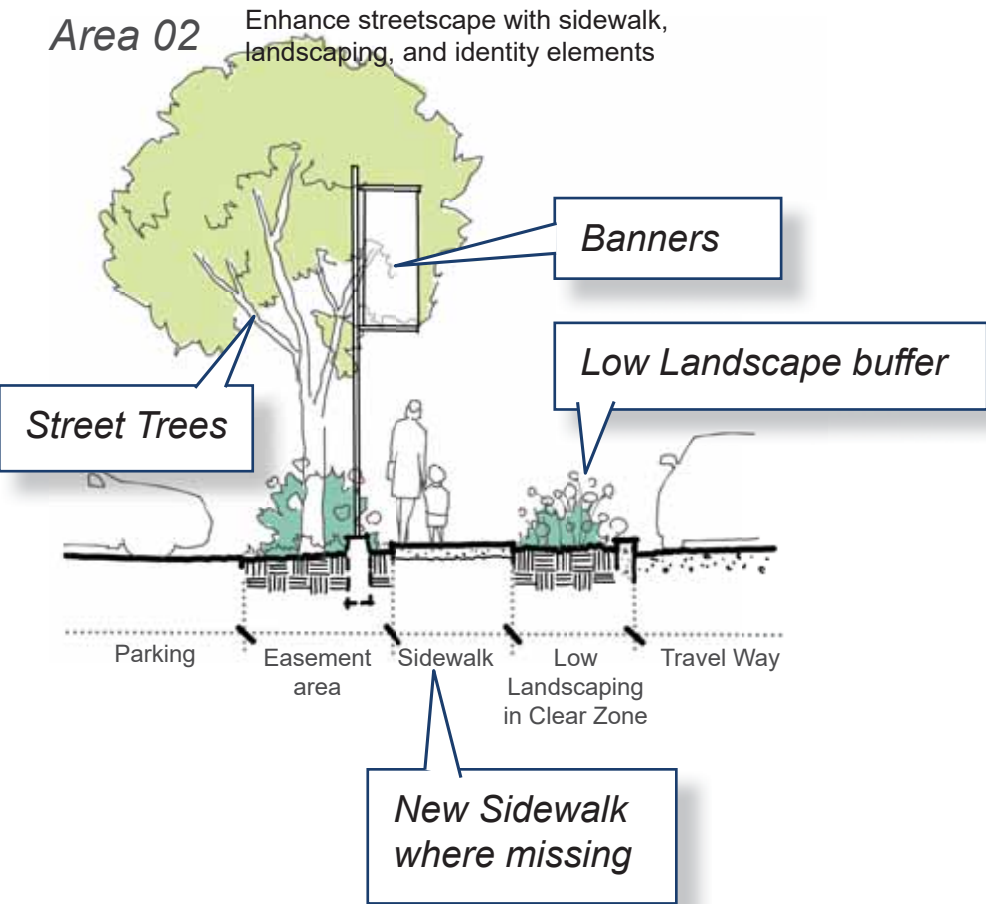 Area 02
Enhance streetscape with sidewalk,
landscaping, and identity elements
Banners
Low Landscape buffer
Street Trees
Parking
Easement
area
Sidewalk
Low
Landscaping
in Clear Zone
Travel Way
New Sidewalk
where missing